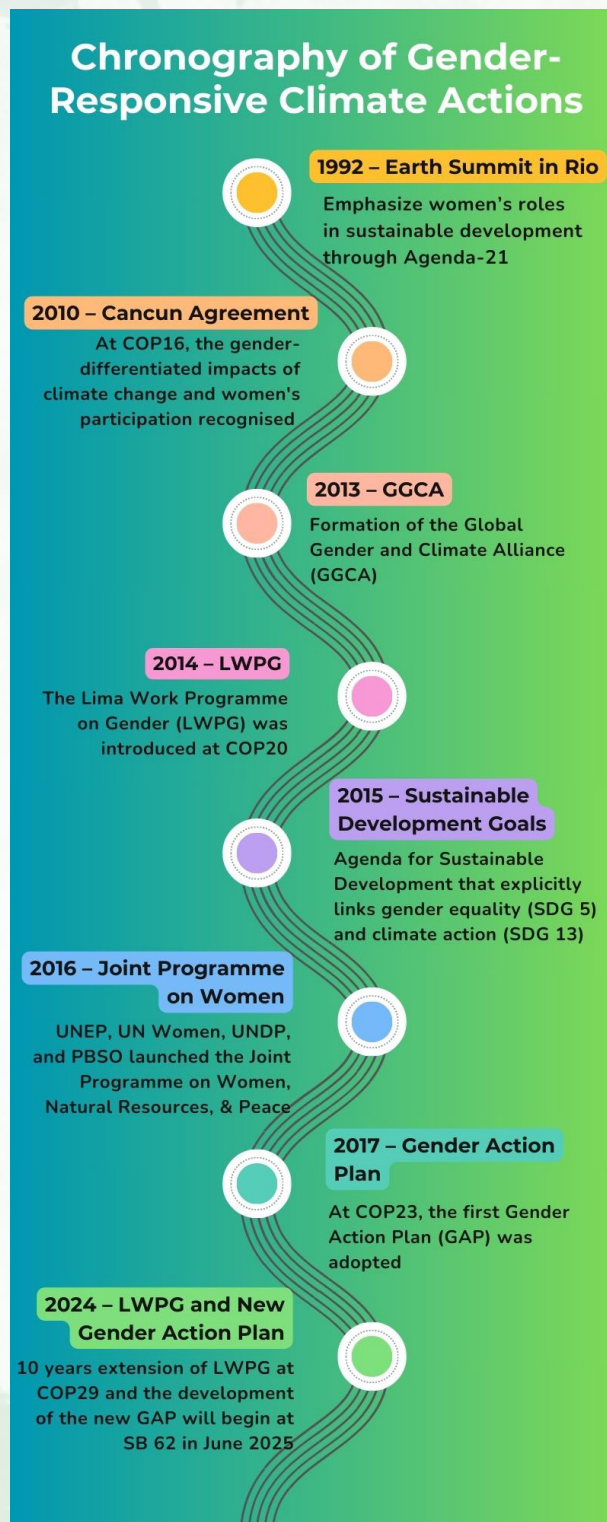 Chronography of Gender-
Responsive Climate Actions
1992 – Earth Summit in Rio
Emphasize women's roles
in sustainable development
through Agenda-21
2010 – Cancun Agreement
At COP16, the gender-
differentiated impacts of
climate change and women's
participation recognised
2013 – GGCA
Formation of the Global
Gender and Climate Alliance
(GGCA)
2014 – LWPG
The Lima Work Programme
on Gender (LWPG) was
introduced at COP20
2015 – Sustainable
Development Goals
Agenda for Sustainable
Development that explicitly
links gender equality (SDG 5)
and climate action (SDG 13)
2016 – Joint Programme
on Women
UNEP, UN Women, UNDP,
and PBSO launched the Joint
Programme on Women,
Natural Resources, & Peace
2017 – Gender Action
Plan
At COP23, the first Gender
Action Plan (GAP) was
adopted
2024 – LWPG and New
Gender Action Plan
10 years extension of LWPG at
COP29 and the development
of the new GAP will begin at
SB 62 in June 2025